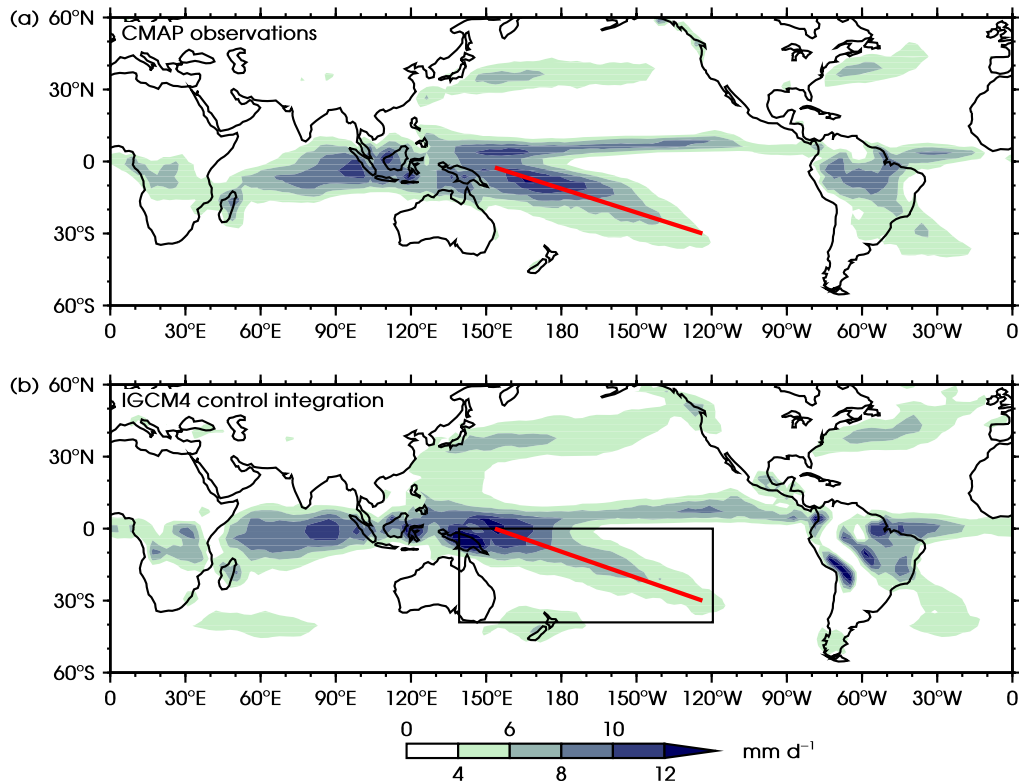 (a)
CMAP observations
60°N
30°N
0
30°S
60°S
0 30°E 60°E 90°E 120°E 150°E 180 150°W 120°W 90°W 60°W 30°W 0
(b)
IGCM4 control integration
60°N
30°N
0
30°S
60°S
0 30°E 60°E 90°E 120°E 150°E 180 150°W 120°W 90°W 60°W 30°W 0
0 6 10
mm d⁻¹
4 8 12